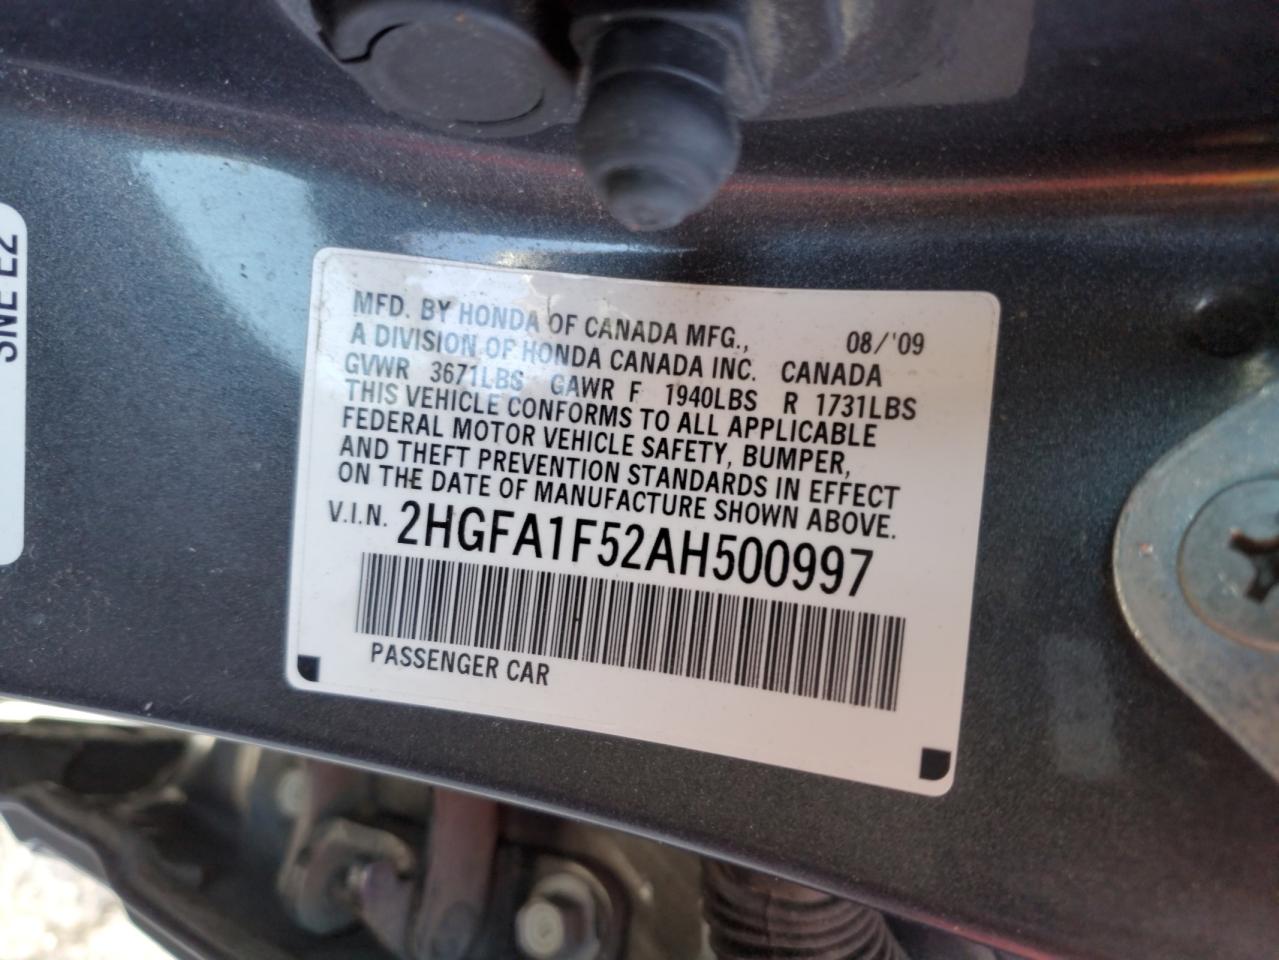 SNE E2
MFD. BY HONDA OF CANADA MFG., 08/'09
A DIVISION OF HONDA CANADA INC. CANADA
GVWR 3671LBS GAWR F 1940LBS R 1731LBS
THIS VEHICLE CONFORMS TO ALL APPLICABLE
FEDERAL MOTOR VEHICLE SAFETY, BUMPER,
AND THEFT PREVENTION STANDARDS IN EFFECT
ON THE DATE OF MANUFACTURE SHOWN ABOVE.
V.I.N. 2HGFA1F52AH500997
PASSENGER CAR